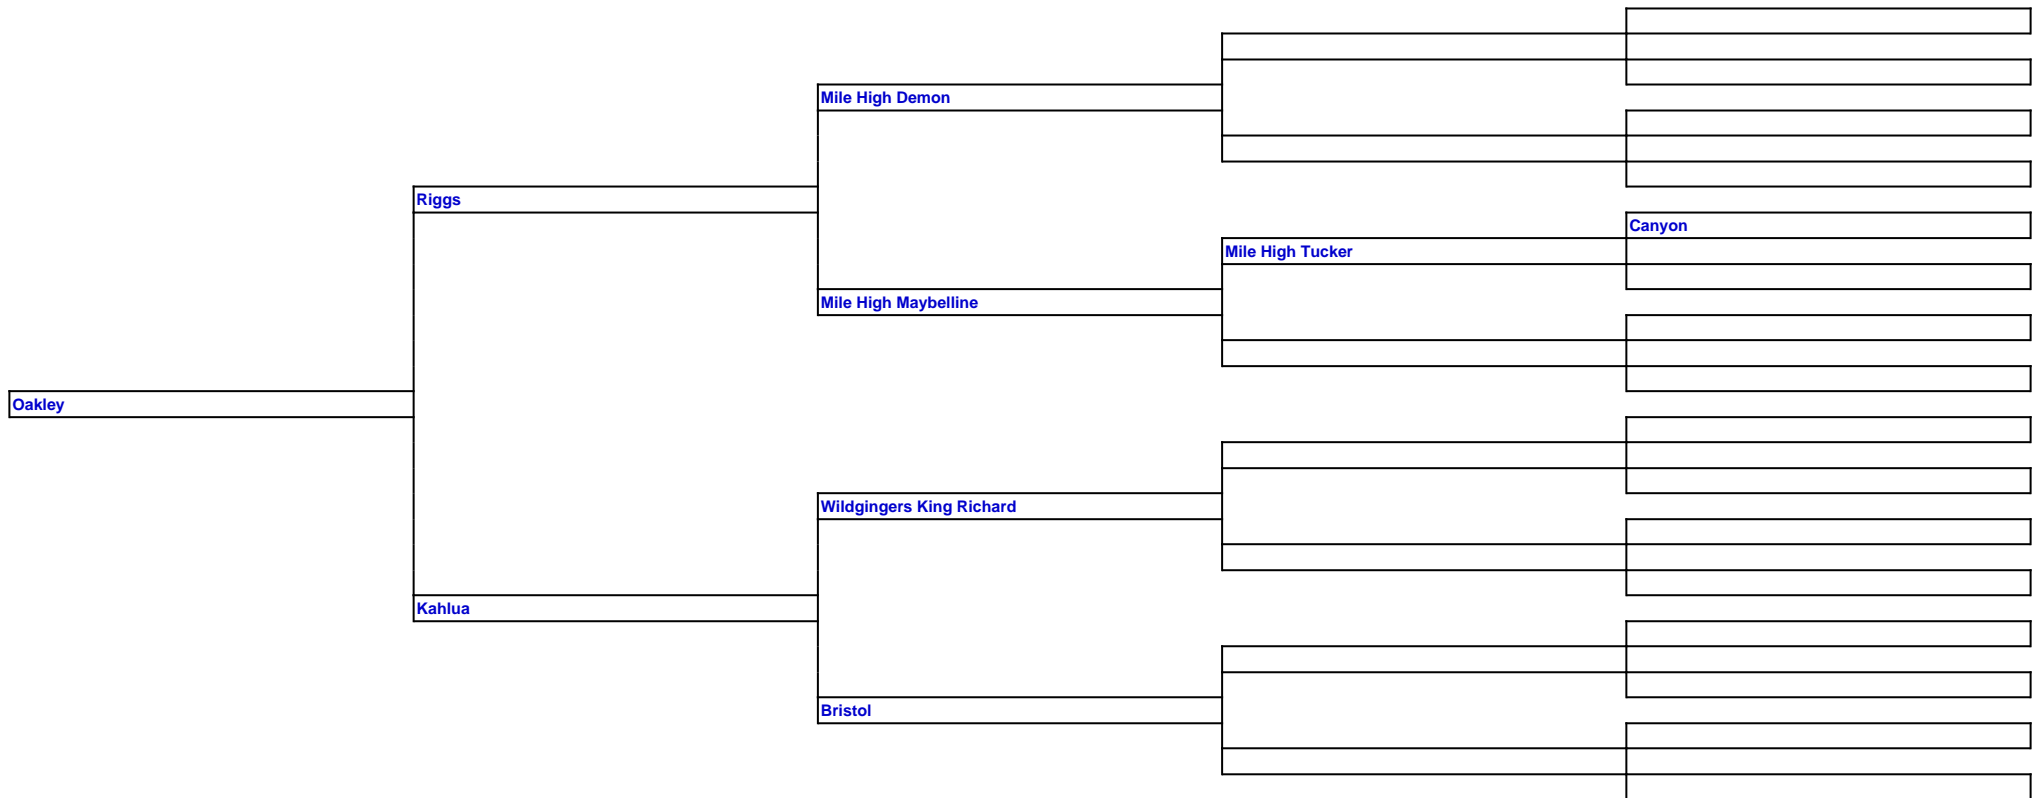 Mile High Demon
Riggs
Canyon
Mile High Tucker
Mile High Maybelline
Oakley
Wildgingers King Richard
Kahlua
Bristol